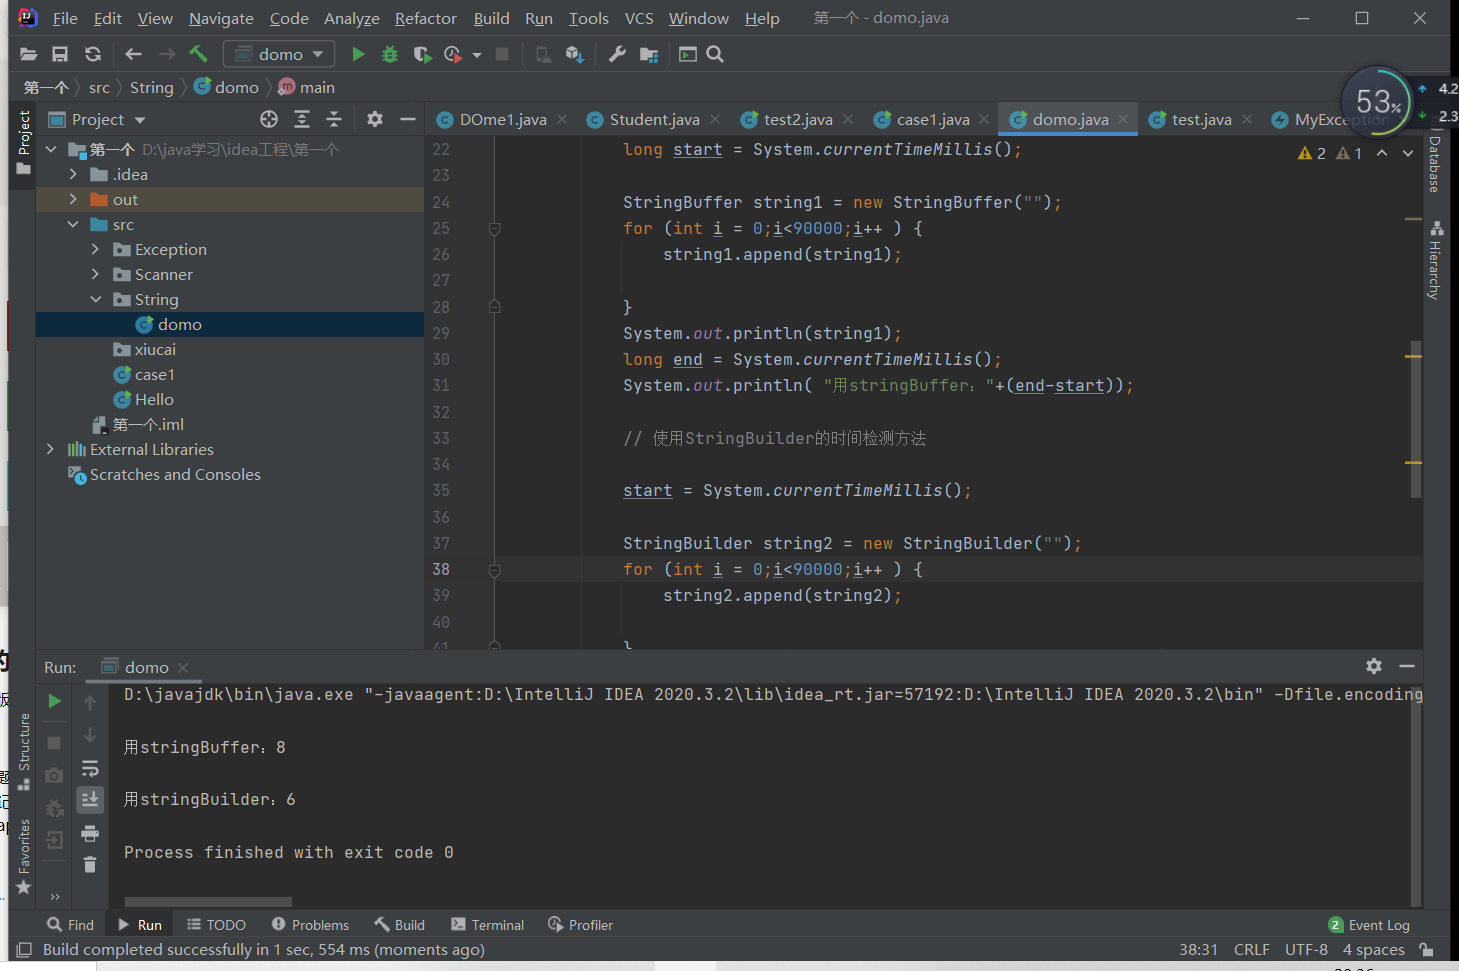 File Edit View Navigate Code Analyze Refactor Build Run Tools VCS Window Help 第一个 - domo.java
domo
第一个 src String domo main
53% 4.2
2.3
Project
Project
DOme1.java Student.java test2.java case1.java domo.java test.java MyException
第一个 D:\java学习\idea工程\第一个
.idea
out
src
Exception
Scanner
String
domo
xiucai
case1
Hello
第一个.iml
External Libraries
Scratches and Consoles
2 1
22 long start = System.currentTimeMillis();
23
24 StringBuffer string1 = new StringBuffer("");
25 for (int i = 0;i<90000;i++ ) {
26 string1.append(string1);
27
28 }
29 System.out.println(string1);
30 long end = System.currentTimeMillis();
31 System.out.println( "用stringBuffer: "+(end-start));
32
33 // 使用StringBuilder的时间检测方法
34
35 start = System.currentTimeMillis();
36
37 StringBuilder string2 = new StringBuilder("");
38 for (int i = 0;i<90000;i++ ) {
39 string2.append(string2);
40
41 }
Database
Hierarchy
Run: domo
D:\javajdk\bin\java.exe "-javaagent:D:\IntelliJ IDEA 2020.3.2\lib\idea_rt.jar=57192:D:\IntelliJ IDEA 2020.3.2\bin" -Dfile.encoding
用stringBuffer: 8
用stringBuilder: 6
Process finished with exit code 0
Structure
Favorites
Find Run TODO Problems Build Terminal Profiler 2 Event Log
Build completed successfully in 1 sec, 554 ms (moments ago) 38:31 CRLF UTF-8 4 spaces